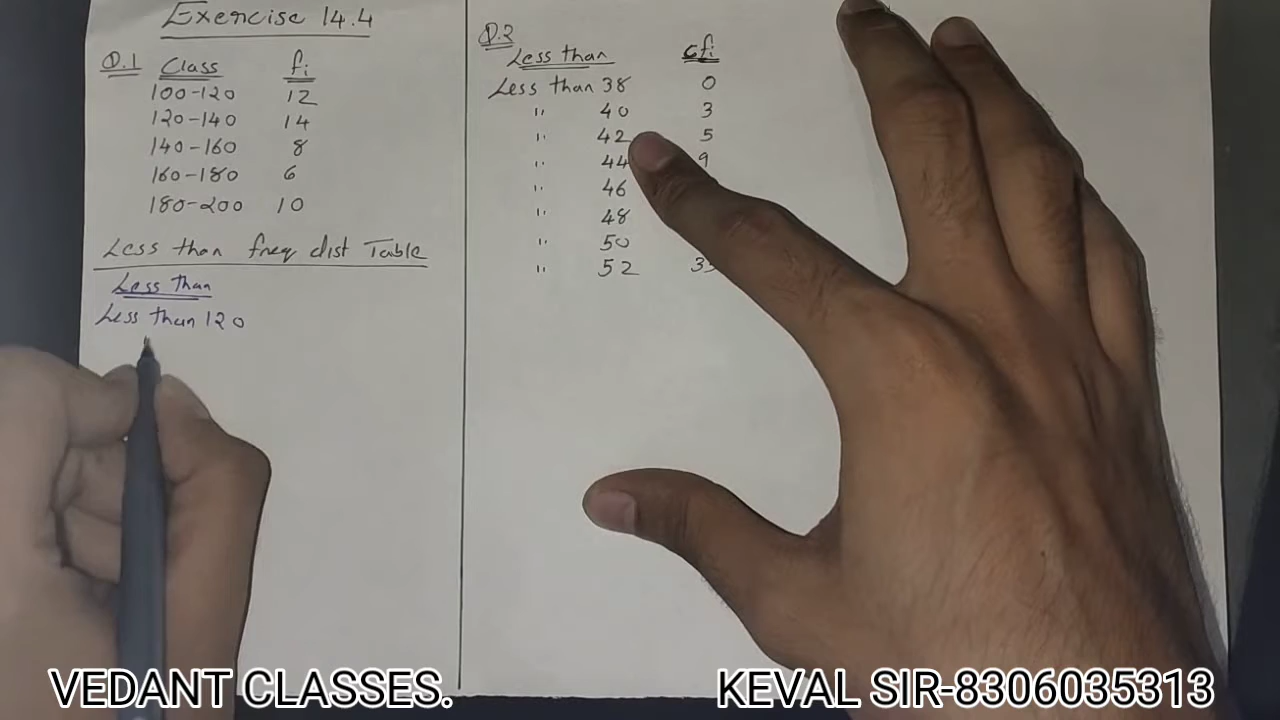 Exercise 14.4
Q.1 Class fi
100-120 12
120-140 14
140-160 8
160-180 6
180-200 10
Less than freq dist Table
Less than
Less than 120
Q.2
Less than cfi
Less than 38 0
" 40 3
" 42 5
" 44 9
" 46
" 48
" 50
" 52
VEDANT CLASSES.
KEVAL SIR-8306035313